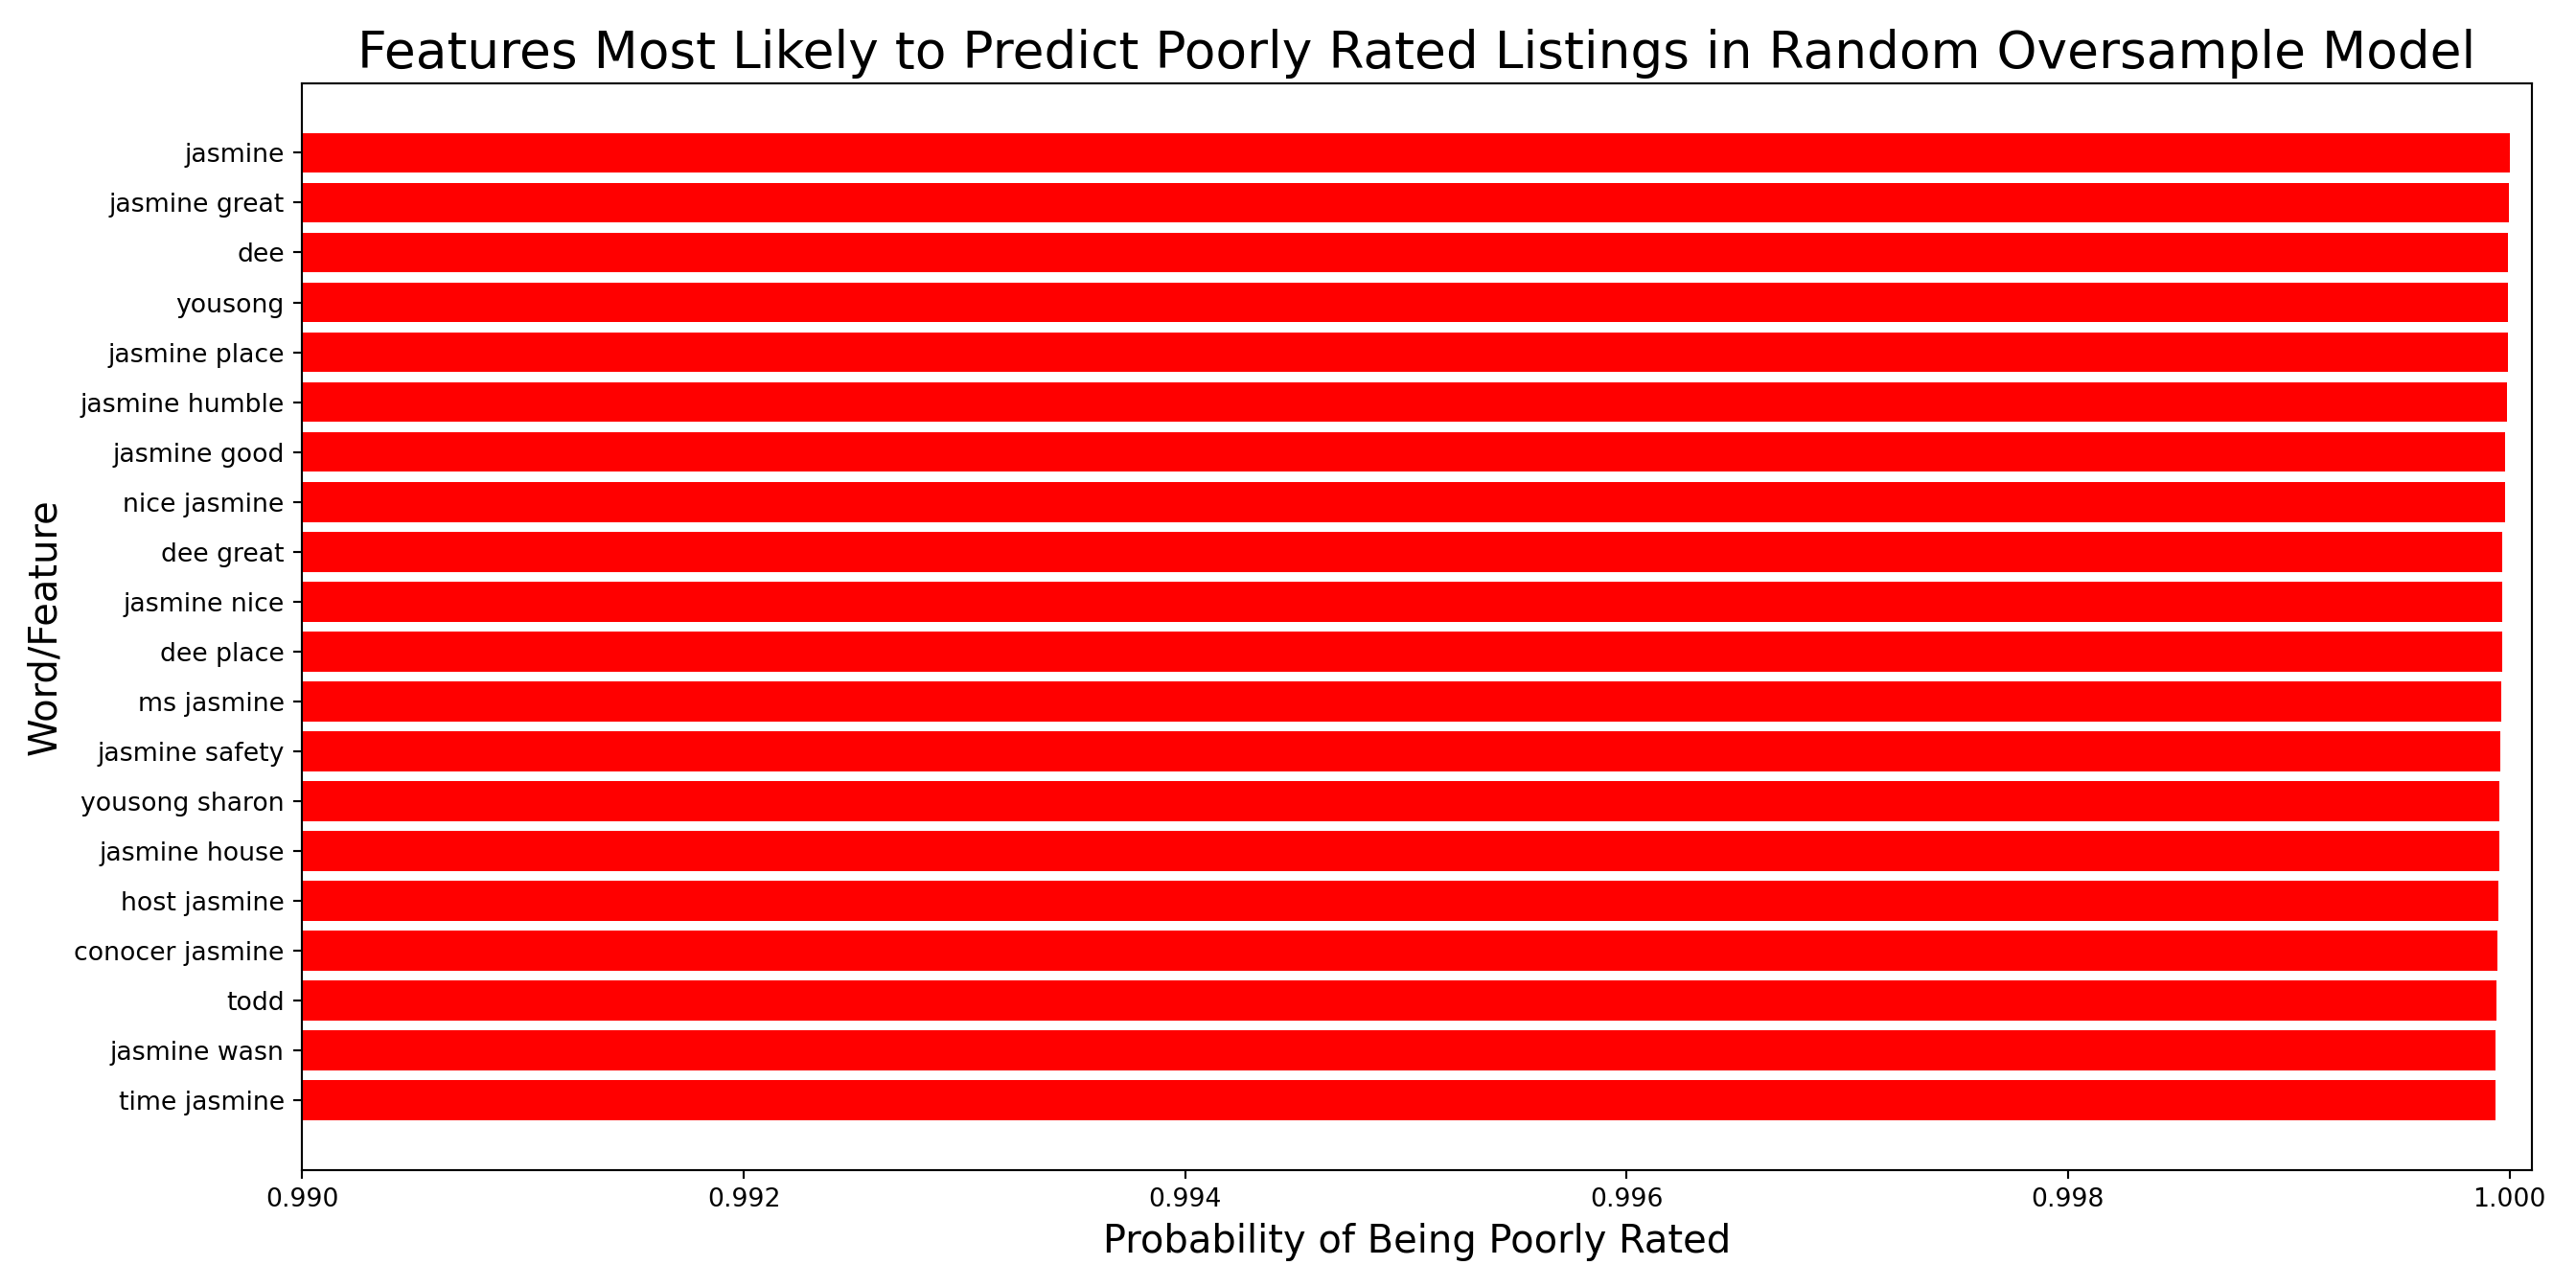 Features Most Likely to Predict Poorly Rated Listings in Random Oversample Model
Word/Feature
jasmine
jasmine great
dee
yousong
jasmine place
jasmine humble
jasmine good
nice jasmine
dee great
jasmine nice
dee place
ms jasmine
jasmine safety
yousong sharon
jasmine house
host jasmine
conocer jasmine
todd
jasmine wasn
time jasmine
0.990 0.992 0.994 0.996 0.998 1.000
Probability of Being Poorly Rated